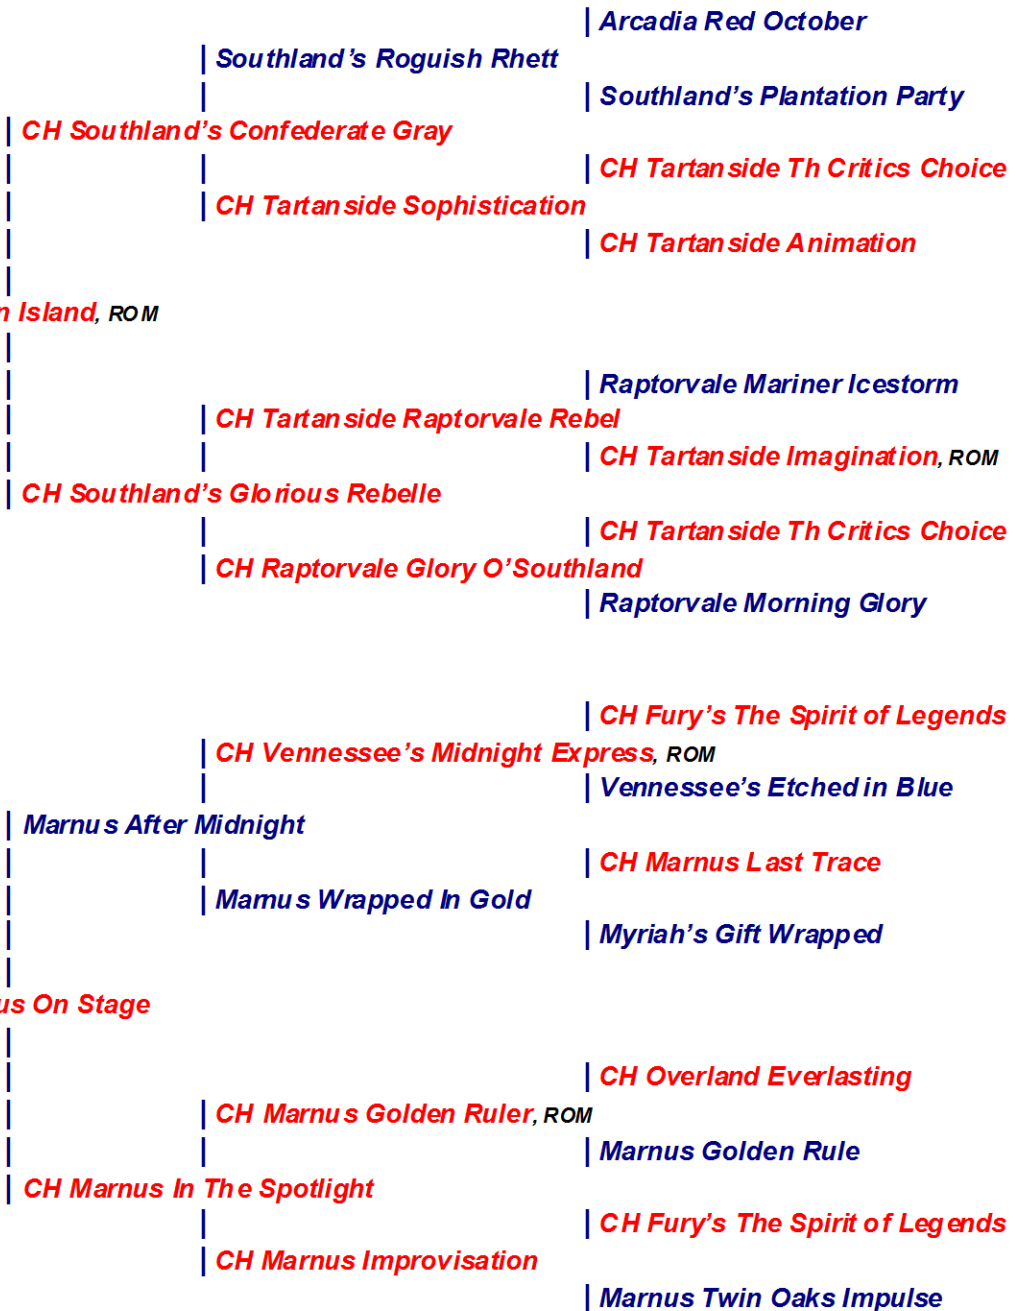 Arcadia Red October
Southland's Roguish Rhett
Southland's Plantation Party
CH Southland's Confederate Gray
CH Tartanside Th Critics Choice
CH Tartanside Sophistication
CH Tartanside Animation
n Island, ROM
Raptorvale Mariner Icestorm
CH Tartanside Raptorvale Rebel
CH Tartanside Imagination, ROM
CH Southland's Glorious Rebelle
CH Tartanside Th Critics Choice
CH Raptorvale Glory O'Southland
Raptorvale Morning Glory
CH Fury's The Spirit of Legends
CH Vennessee's Midnight Express, ROM
Vennessee's Etched in Blue
Marnus After Midnight
CH Marnus Last Trace
Marnus Wrapped In Gold
Myriah's Gift Wrapped
us On Stage
CH Overland Everlasting
CH Marnus Golden Ruler, ROM
Marnus Golden Rule
CH Marnus In The Spotlight
CH Fury's The Spirit of Legends
CH Marnus Improvisation
Marnus Twin Oaks Impulse